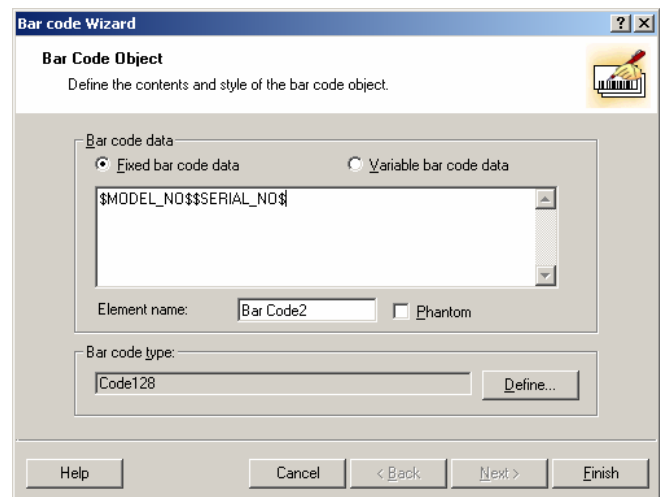 Bar code Wizard
Bar Code Object
Define the contents and style of the bar code object.
Bar code data
Fixed bar code data Variable bar code data
$MODEL_NO$$SERIAL_NO$
Element name: Bar Code2 Phantom
Bar code type:
Code128 Define...
Help Cancel < Back Next > Finish